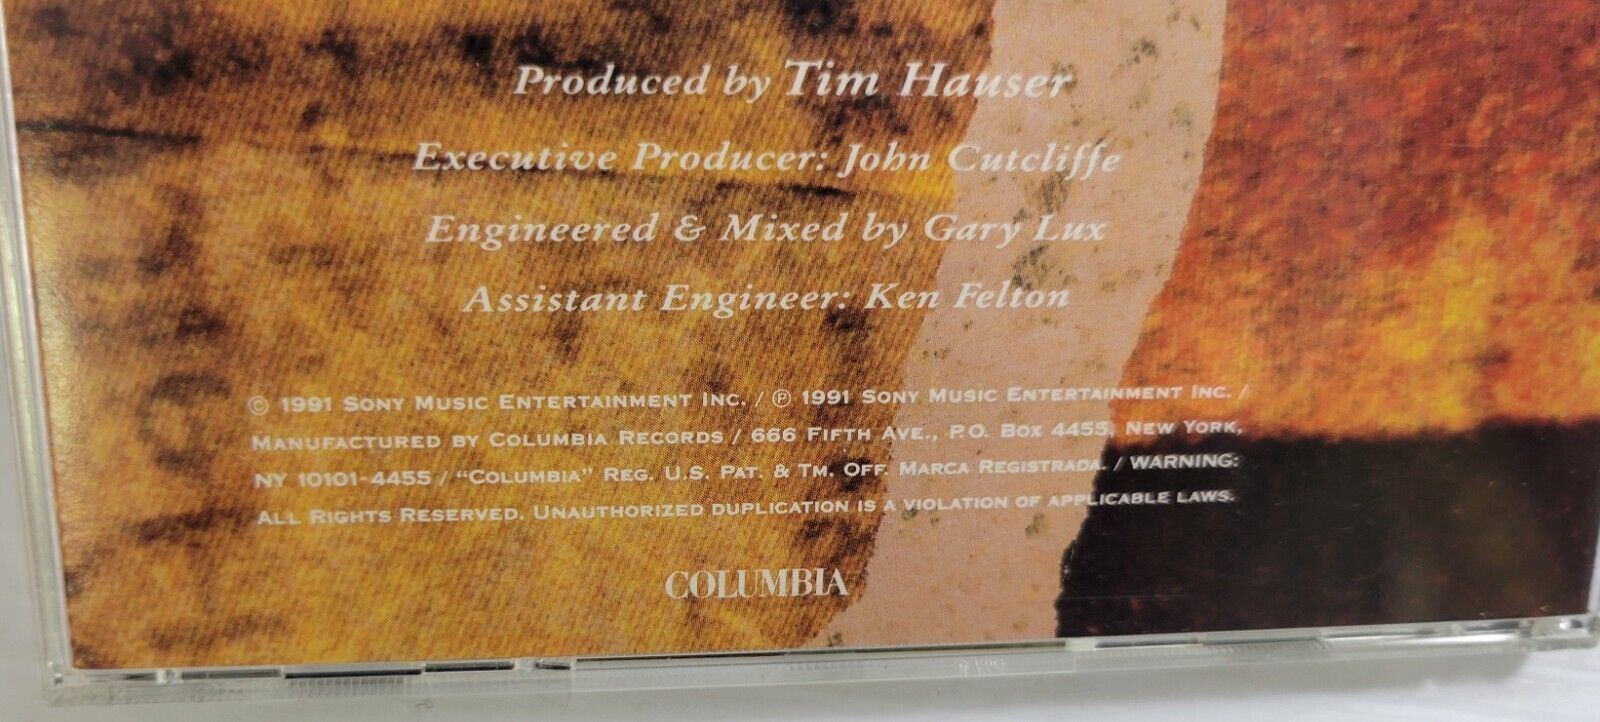 Produced by Tim Hauser
Executive Producer: John Cutcliffe
Engineered & Mixed by Gary Lux
Assistant Engineer: Ken Felton
© 1991 Sony Music Entertainment Inc. / ℗ 1991 Sony Music Entertainment Inc. /
Manufactured by Columbia Records / 666 Fifth Ave., P.O. Box 4455, New York,
NY 10101-4455 / "Columbia" Reg. U.S. Pat. & Tm. Off. Marca Registrada. / WARNING:
All Rights Reserved. Unauthorized duplication is a violation of applicable laws.
COLUMBIA